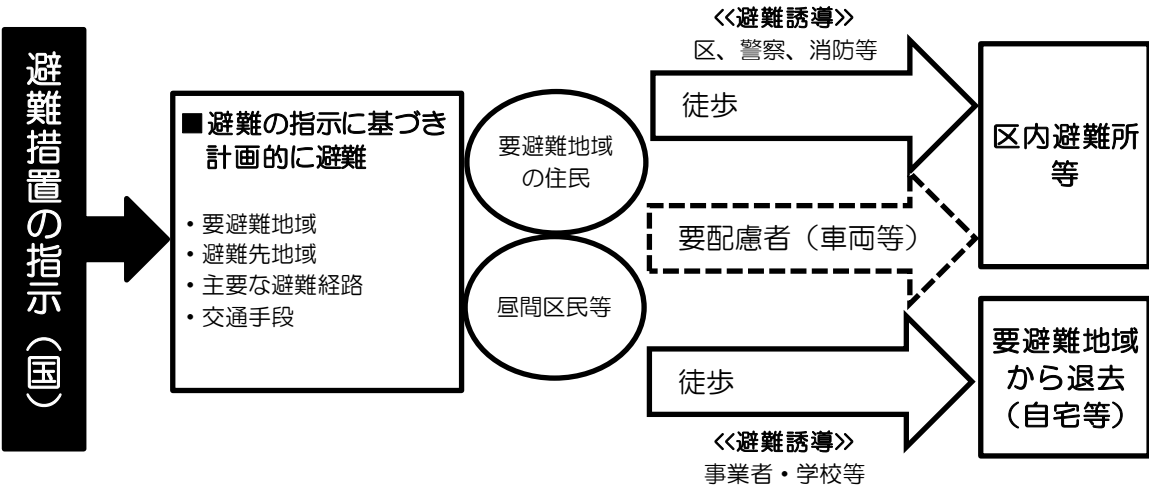 避難措置の指示（国）
■避難の指示に基づき
計画的に避難
・要避難地域
・避難先地域
・主要な避難経路
・交通手段
要避難地域
の住民
昼間区民等
≪避難誘導≫
区、警察、消防等
徒歩
要配慮者（車両等）
徒歩
≪避難誘導≫
事業者・学校等
区内避難所
等
要避難地域
から退去
（自宅等）